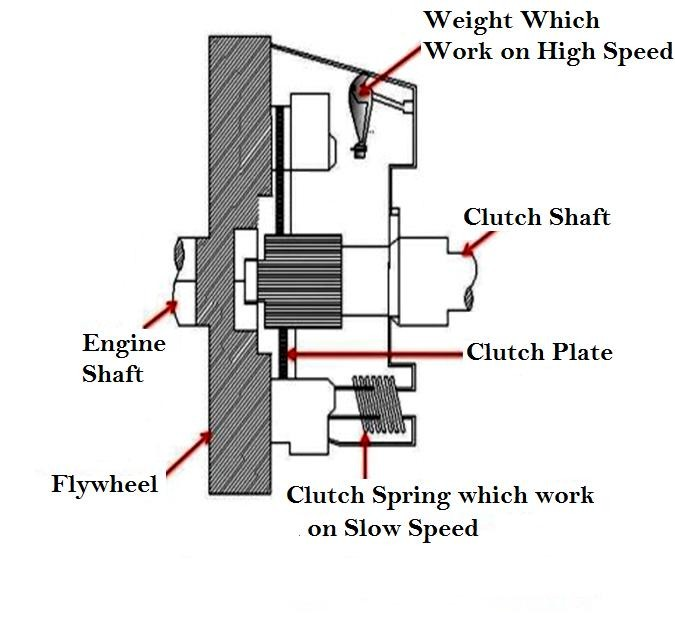 Weight Which
Work on High Speed
Clutch Shaft
Engine
Shaft
Clutch Plate
Flywheel
Clutch Spring which work
on Slow Speed